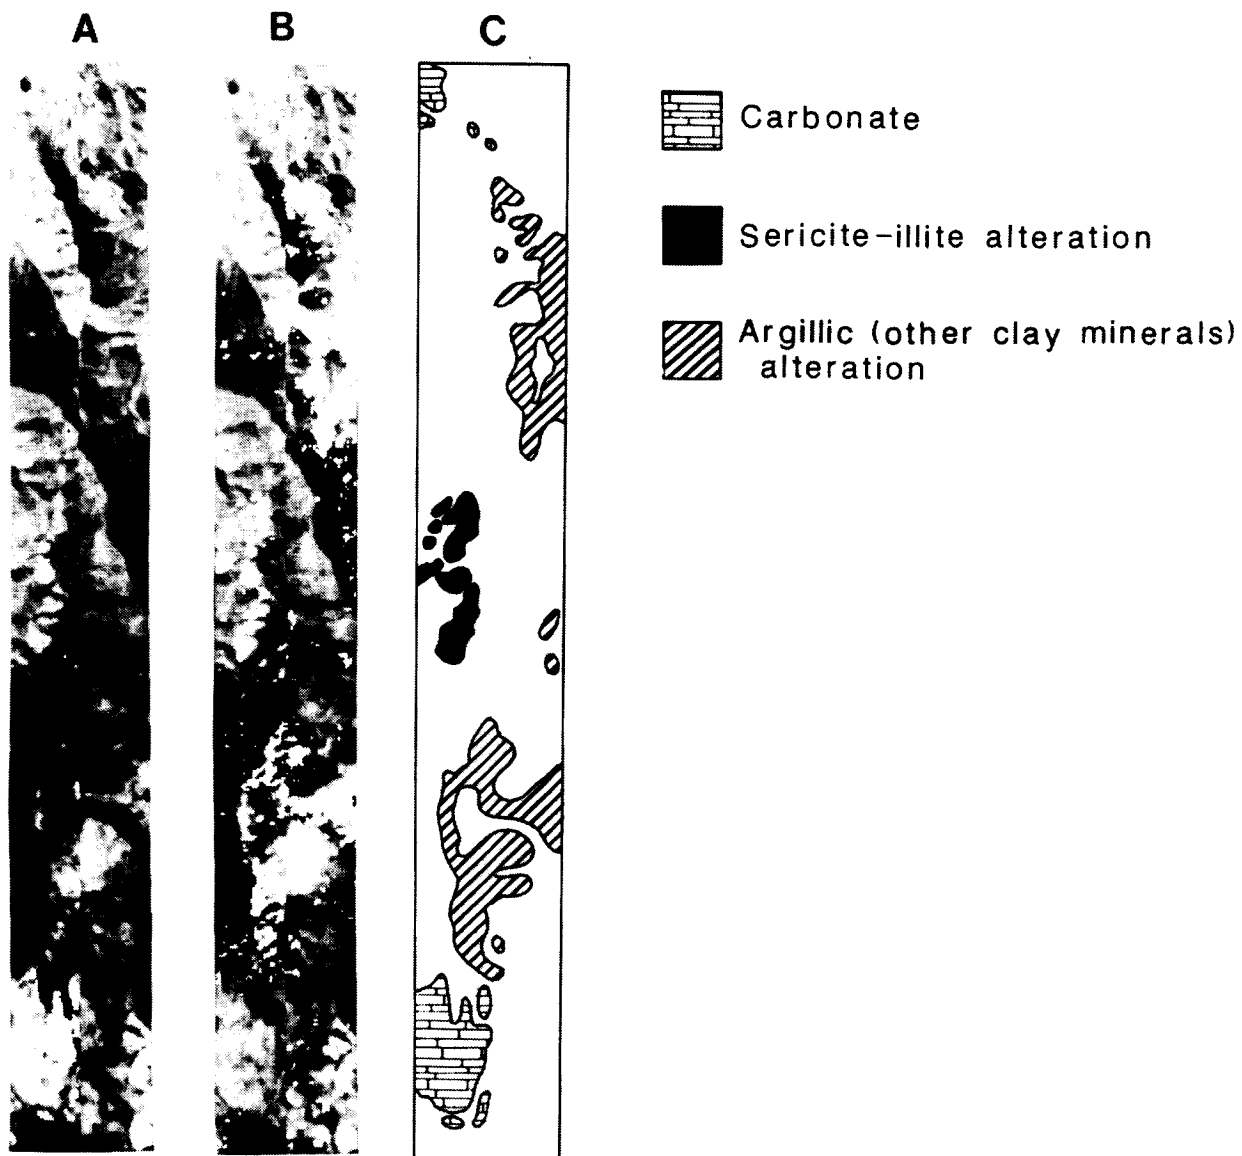 A B C
Carbonate
Sericite-illite alteration
Argillic (other clay minerals)
alteration